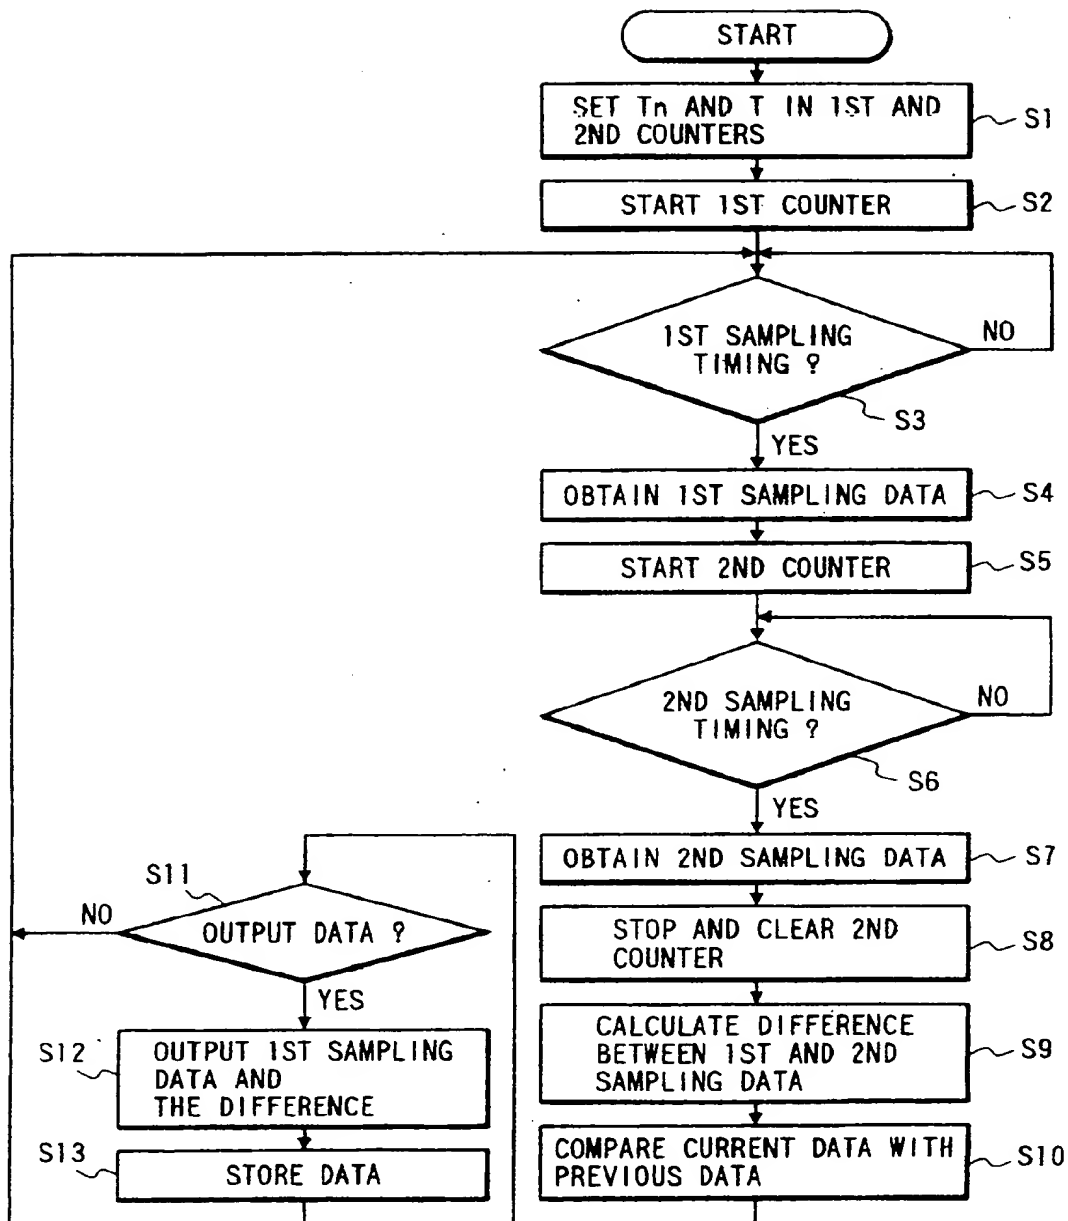 START
SET Tn AND T IN 1ST AND
2ND COUNTERS
S1
START 1ST COUNTER
S2
1ST SAMPLING
TIMING ?
NO
S3
YES
OBTAIN 1ST SAMPLING DATA
S4
START 2ND COUNTER
S5
2ND SAMPLING
TIMING ?
NO
S6
YES
OBTAIN 2ND SAMPLING DATA
S7
STOP AND CLEAR 2ND
COUNTER
S8
CALCULATE DIFFERENCE
BETWEEN 1ST AND 2ND
SAMPLING DATA
S9
COMPARE CURRENT DATA WITH
PREVIOUS DATA
S10
S11
OUTPUT DATA ?
NO
YES
S12
OUTPUT 1ST SAMPLING
DATA AND
THE DIFFERENCE
S13
STORE DATA